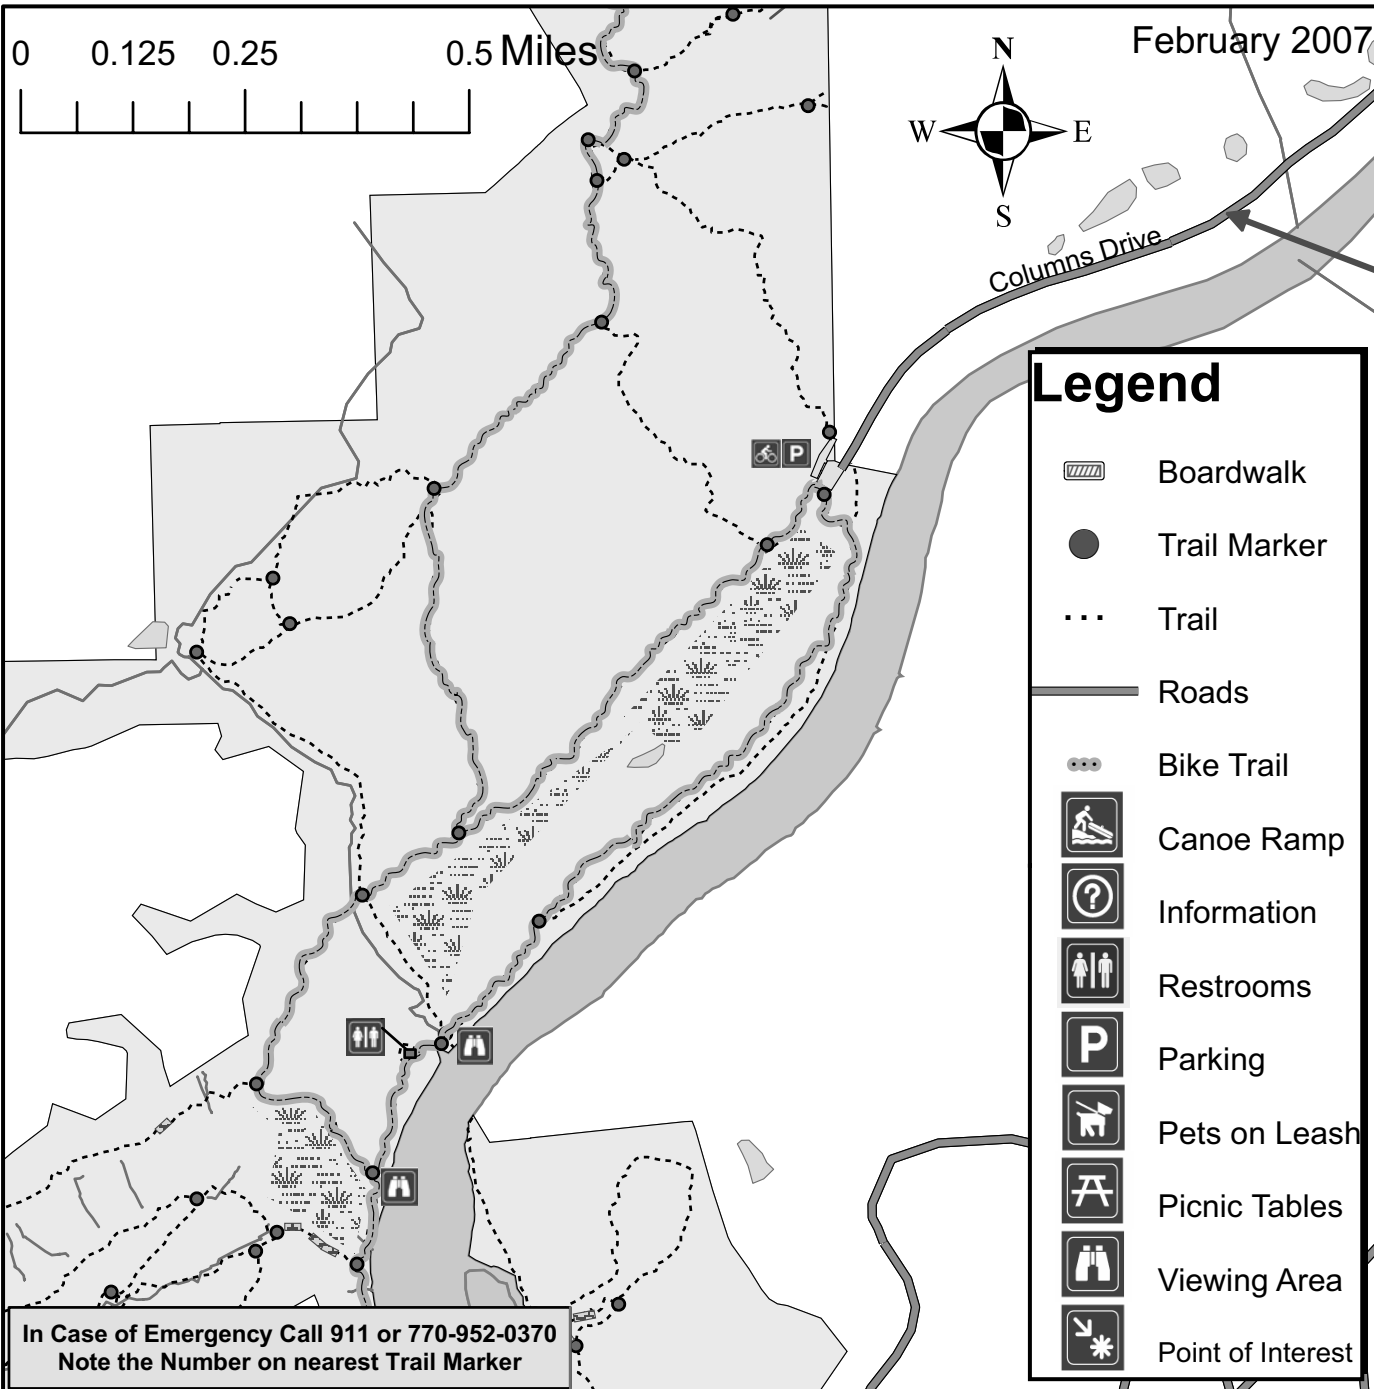 0 0.125 0.25 0.5 Miles
February 2007
N
W E
S
Columns Drive
P
Legend
Boardwalk
Trail Marker
Trail
Roads
Bike Trail
Canoe Ramp
? Information
Restrooms
P Parking
Pets on Leash
Picnic Tables
Viewing Area
Point of Interest
In Case of Emergency Call 911 or 770-952-0370
Note the Number on nearest Trail Marker